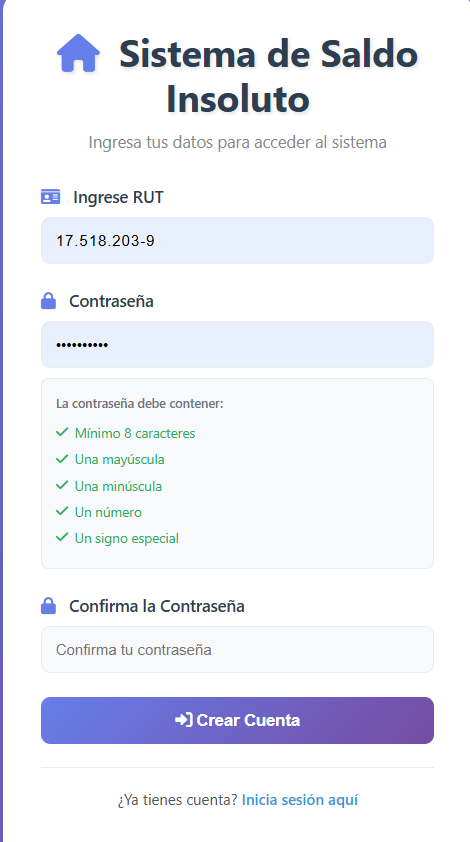 Sistema de Saldo
Insoluto
Ingresa tus datos para acceder al sistema
Ingrese RUT
17.518.203-9
Contraseña
••••••••••
La contraseña debe contener:
Mínimo 8 caracteres
Una mayúscula
Una minúscula
Un número
Un signo especial
Confirma la Contraseña
Confirma tu contraseña
Crear Cuenta
¿Ya tienes cuenta? Inicia sesión aquí